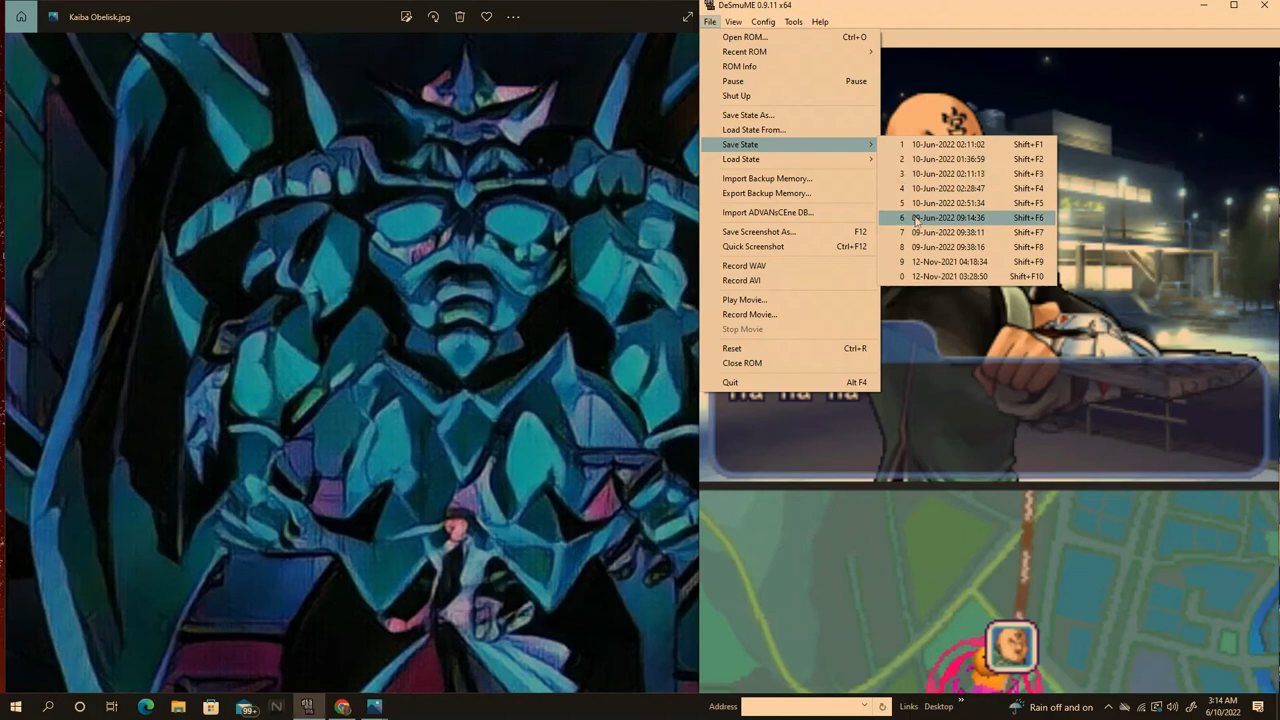 Kaiba Obelisk.jpg
DeSmuME 0.9.11 x64
File View Config Tools Help
Open ROM... Ctrl+O
Recent ROM
ROM Info
Pause Pause
Shut Up
Save State As...
Load State From...
Save State
Load State
Import Backup Memory...
Export Backup Memory...
Import ADVANsCEne DB...
Save Screenshot As... F12
Quick Screenshot Ctrl+F12
Record WAV
Record AVI
Play Movie...
Record Movie...
Stop Movie
Reset Ctrl+R
Close ROM
Quit Alt F4
1 10-Jun-2022 02:11:02 Shift+F1
2 10-Jun-2022 01:36:59 Shift+F2
3 10-Jun-2022 02:11:13 Shift+F3
4 10-Jun-2022 02:28:47 Shift+F4
5 10-Jun-2022 02:51:34 Shift+F5
6 09-Jun-2022 09:14:36 Shift+F6
7 09-Jun-2022 09:38:11 Shift+F7
8 09-Jun-2022 09:38:16 Shift+F8
9 12-Nov-2021 04:18:34 Shift+F9
0 12-Nov-2021 03:28:50 Shift+F10
99+
Address
Links
Desktop
Rain off and on
3:14 AM
6/10/2022